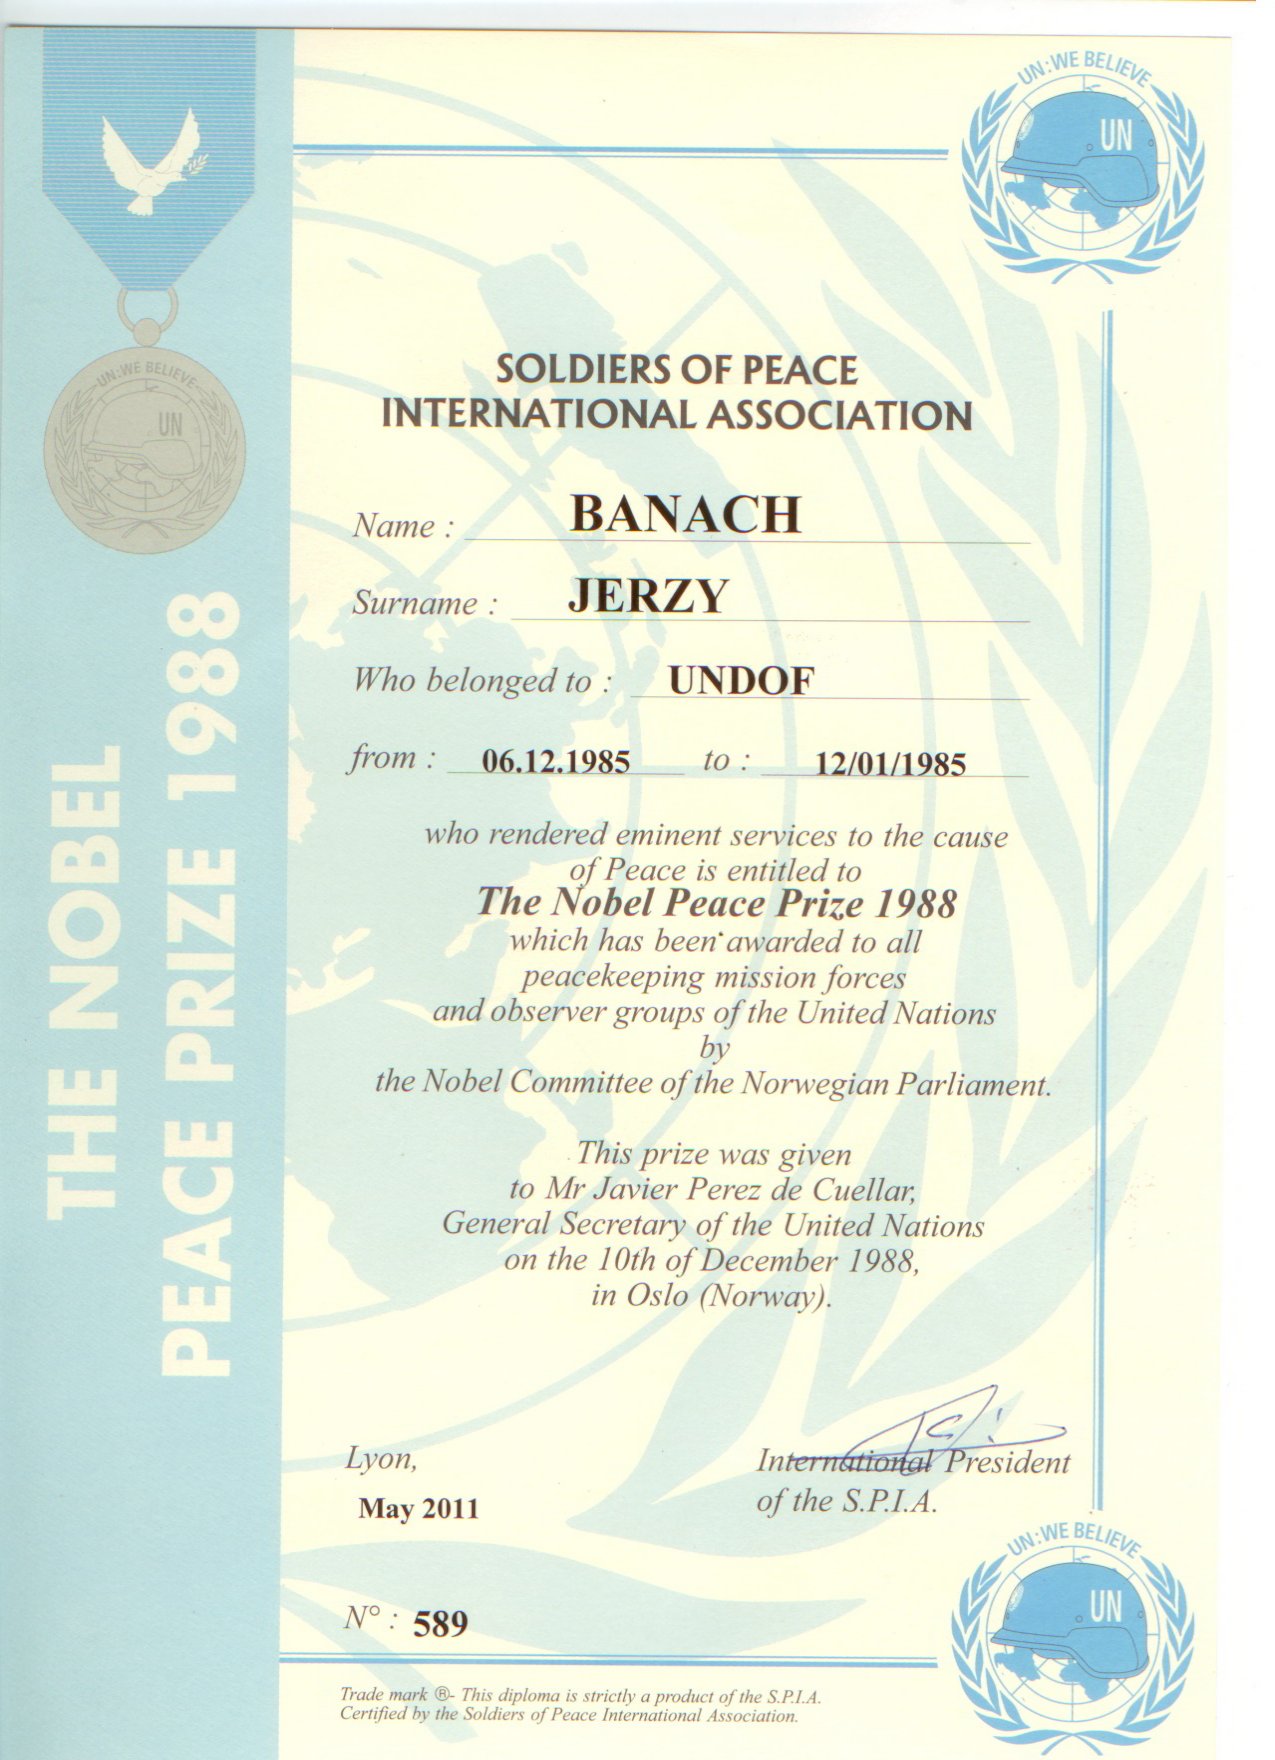 UN:WE BELIEVE
UN
UN:WE BELIEVE
UN
THE NOBEL
PEACE PRIZE 1988
SOLDIERS OF PEACE
INTERNATIONAL ASSOCIATION
Name : BANACH
Surname : JERZY
Who belonged to : UNDOF
from : 06.12.1985 to : 12/01/1985
who rendered eminent services to the cause
of Peace is entitled to
The Nobel Peace Prize 1988
which has been awarded to all
peacekeeping mission forces
and observer groups of the United Nations
by
the Nobel Committee of the Norwegian Parliament.
This prize was given
to Mr Javier Perez de Cuellar,
General Secretary of the United Nations
on the 10th of December 1988,
in Oslo (Norway).
Lyon,
May 2011
International President
of the S.P.I.A.
N° : 589
UN:WE BELIEVE
UN
Trade mark ®- This diploma is strictly a product of the S.P.I.A.
Certified by the Soldiers of Peace International Association.